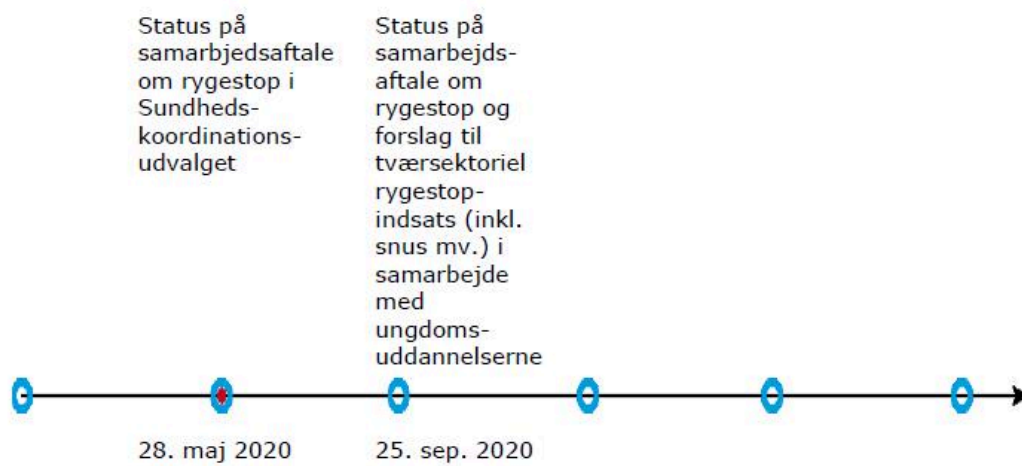 Status på
samarbjedsaftale
om rygestop i
Sundheds-
koordinations-
udvalget
Status på
samarbejds-
aftale om
rygestop og
forslag til
tværsektoriel
rygestop-
indsats (inkl.
snus mv.) i
samarbejde
med
ungdoms-
uddannelserne
28. maj 2020
25. sep. 2020